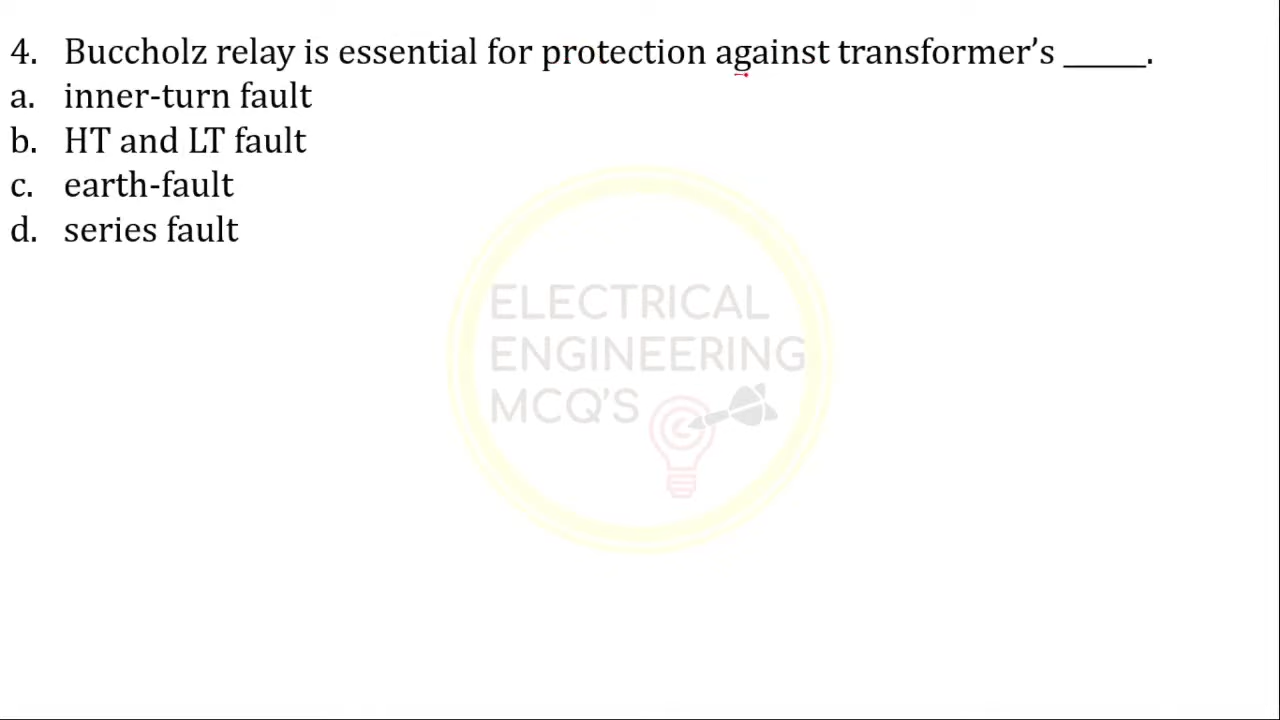 4. Buccholz relay is essential for protection against transformer’s ______.
a. inner-turn fault
b. HT and LT fault
c. earth-fault
d. series fault
ELECTRICAL
ENGINEERING
MCQ’S